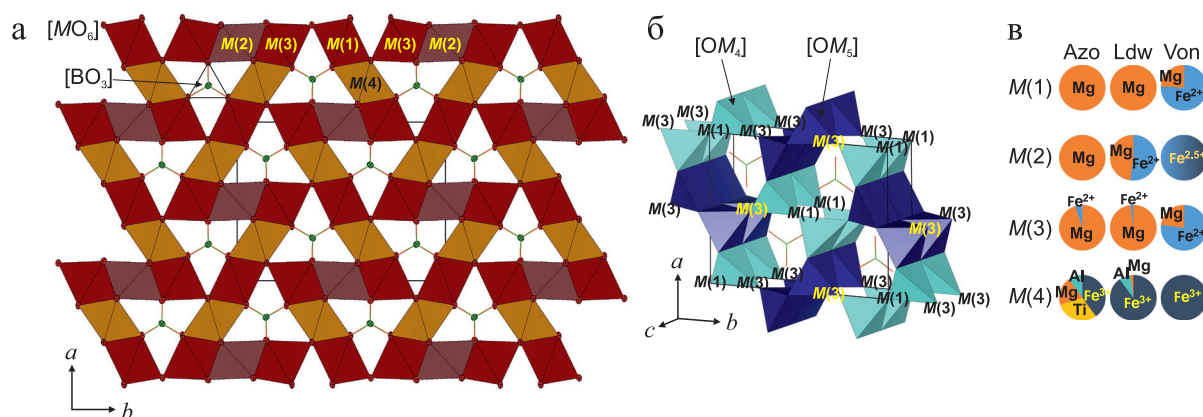 а
[MO₆]
M(2) M(3) M(1) M(3) M(2)
[BO₃]
M(4)
a
b
б
[OM₄] [OM₅]
M(3) M(3)
M(3) M(1) M(3) M(3) M(3) M(1)
M(1)
M(1) M(1)
M(3) M(3) M(1) M(3)
M(1) M(3)
M(3) M(3)
M(1) M(3) M(1) M(3)
M(3) M(3)
a
c b
в
Azo Ldw Von
M(1) Mg Mg Mg Fe²⁺
M(2) Mg Mg Fe²⁺ Fe²·⁵⁺
Fe²⁺ Fe²⁺
M(3) Mg Mg Mg Fe²⁺
M(4) Al Mg Fe³⁺ Ti Al Mg Fe³⁺ Fe³⁺